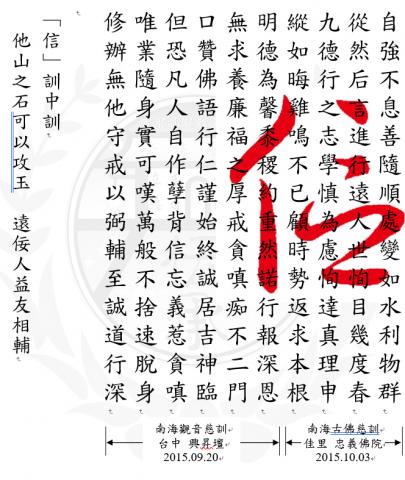 自強不息善隨順處變如水利物群
從然后言進行遠人世恂目幾度春
九德行之志學慎為慮恂達真理申
縱如晦雞鳴不已顧時勢返求本根
明德為馨黍稷約重然諾行報深恩
無求養廉福之厚戒貪嗔痴不二門
口贊佛語行仁謹始終誠居吉神臨
但恐凡人自作孽背信忘義惹貪嗔
唯業隨身實可嘆萬般不捨速脫身
修辦無他守戒以弼輔至誠道行深
信
「信」訓中訓
他山之石可以攻玉　遠佞人益友相輔
南海古佛慈訓
佳里 忠義佛院
2015.10.03
南海觀音慈訓
台中 興昇壇
2015.09.20